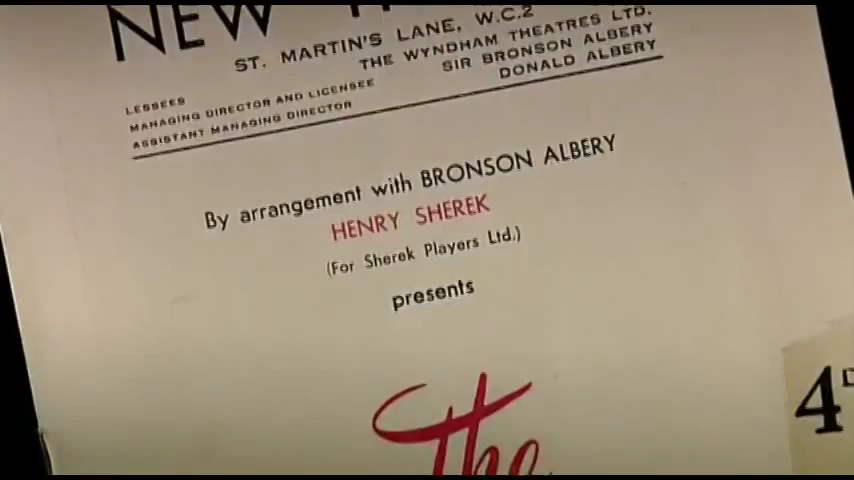 NEW
ST. MARTIN'S LANE, W.C.2
LESSEES
THE WYNDHAM THEATRES LTD.
MANAGING DIRECTOR AND LICENSEE
SIR BRONSON ALBERY
ASSISTANT MANAGING DIRECTOR
DONALD ALBERY
By arrangement with BRONSON ALBERY
HENRY SHEREK
(For Sherek Players Ltd.)
presents
The
4D